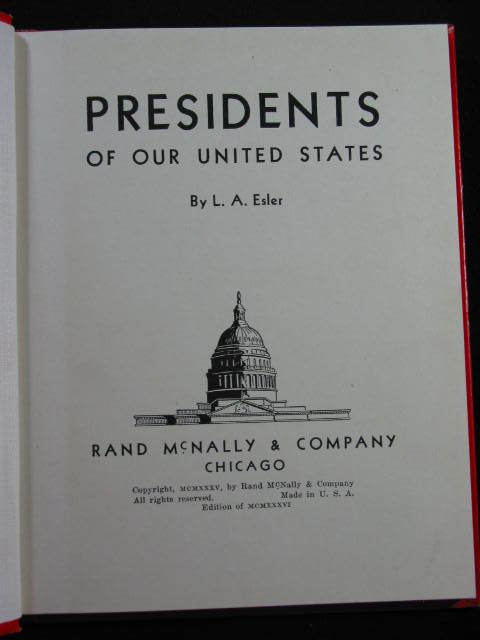 PRESIDENTS
OF OUR UNITED STATES
By L. A. Esler
RAND McNALLY & COMPANY
CHICAGO
Copyright, MCMXXXV, by Rand McNally & Company
All rights reserved. Made in U. S. A.
Edition of MCMXXXVI